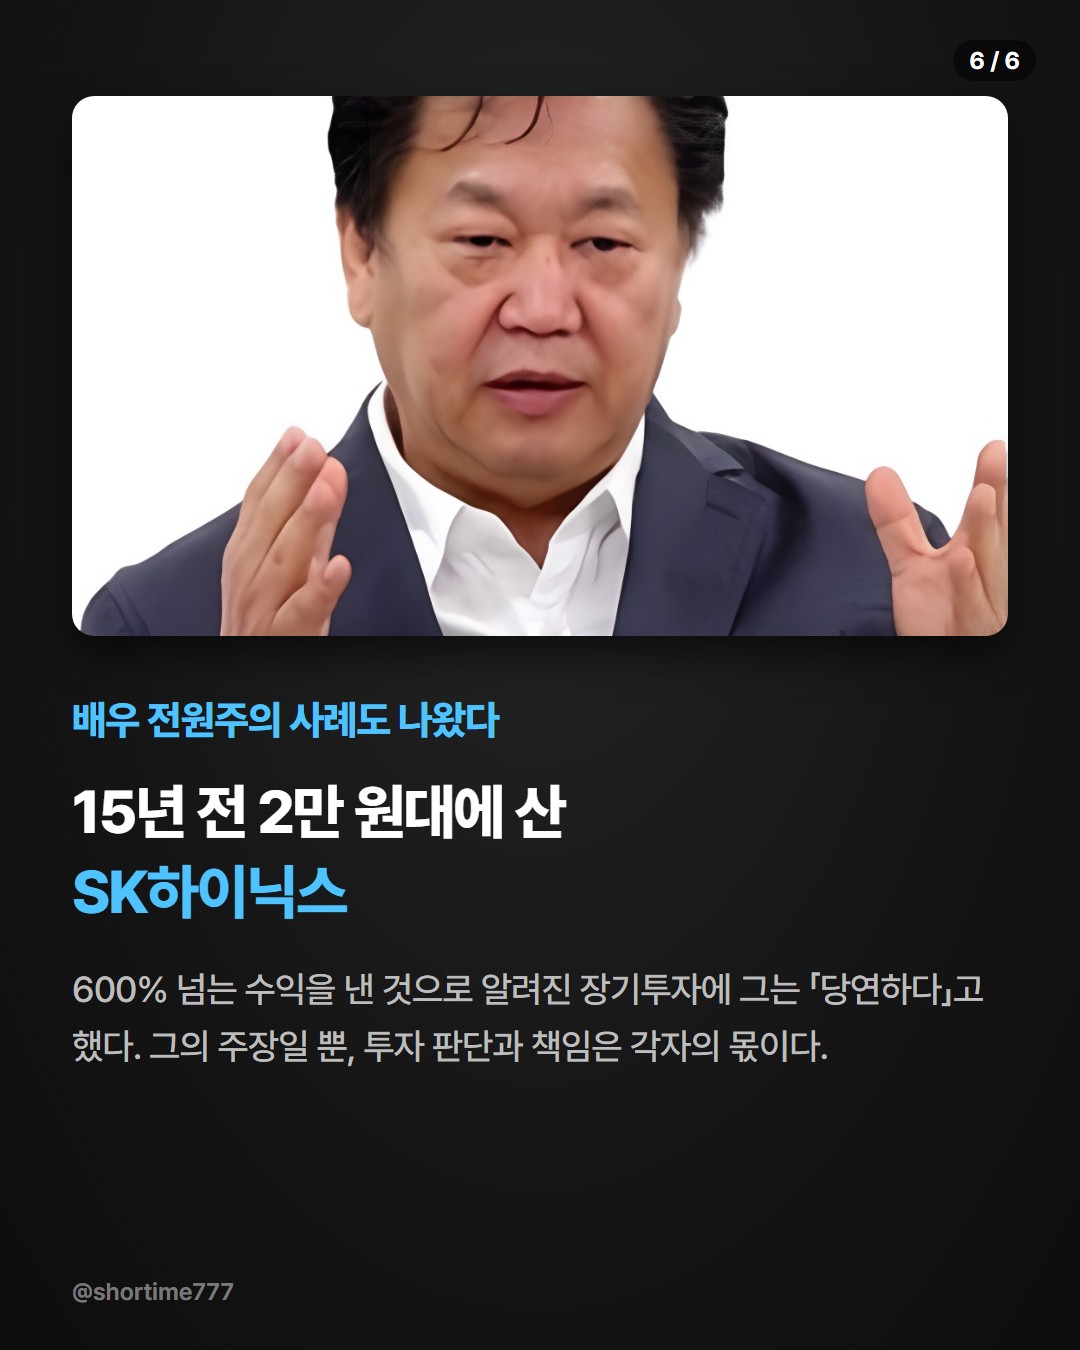 6 / 6
배우 전원주의 사례도 나왔다
15년 전 2만 원대에 산
SK하이닉스
600% 넘는 수익을 낸 것으로 알려진 장기투자에 그는 「당연하다」고
했다. 그의 주장일 뿐, 투자 판단과 책임은 각자의 몫이다.
@shortime777